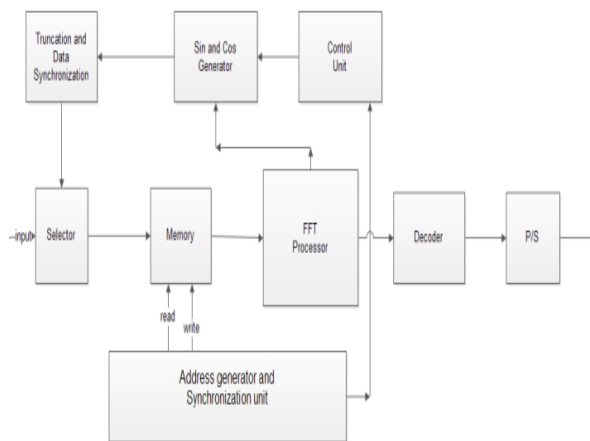 Truncation and
Data
Synchronization
Sin and Cos
Generator
Control
Unit
input
Selector
Memory
FFT
Processor
Decoder
P/S
read
write
Address generator and
Synchronization unit